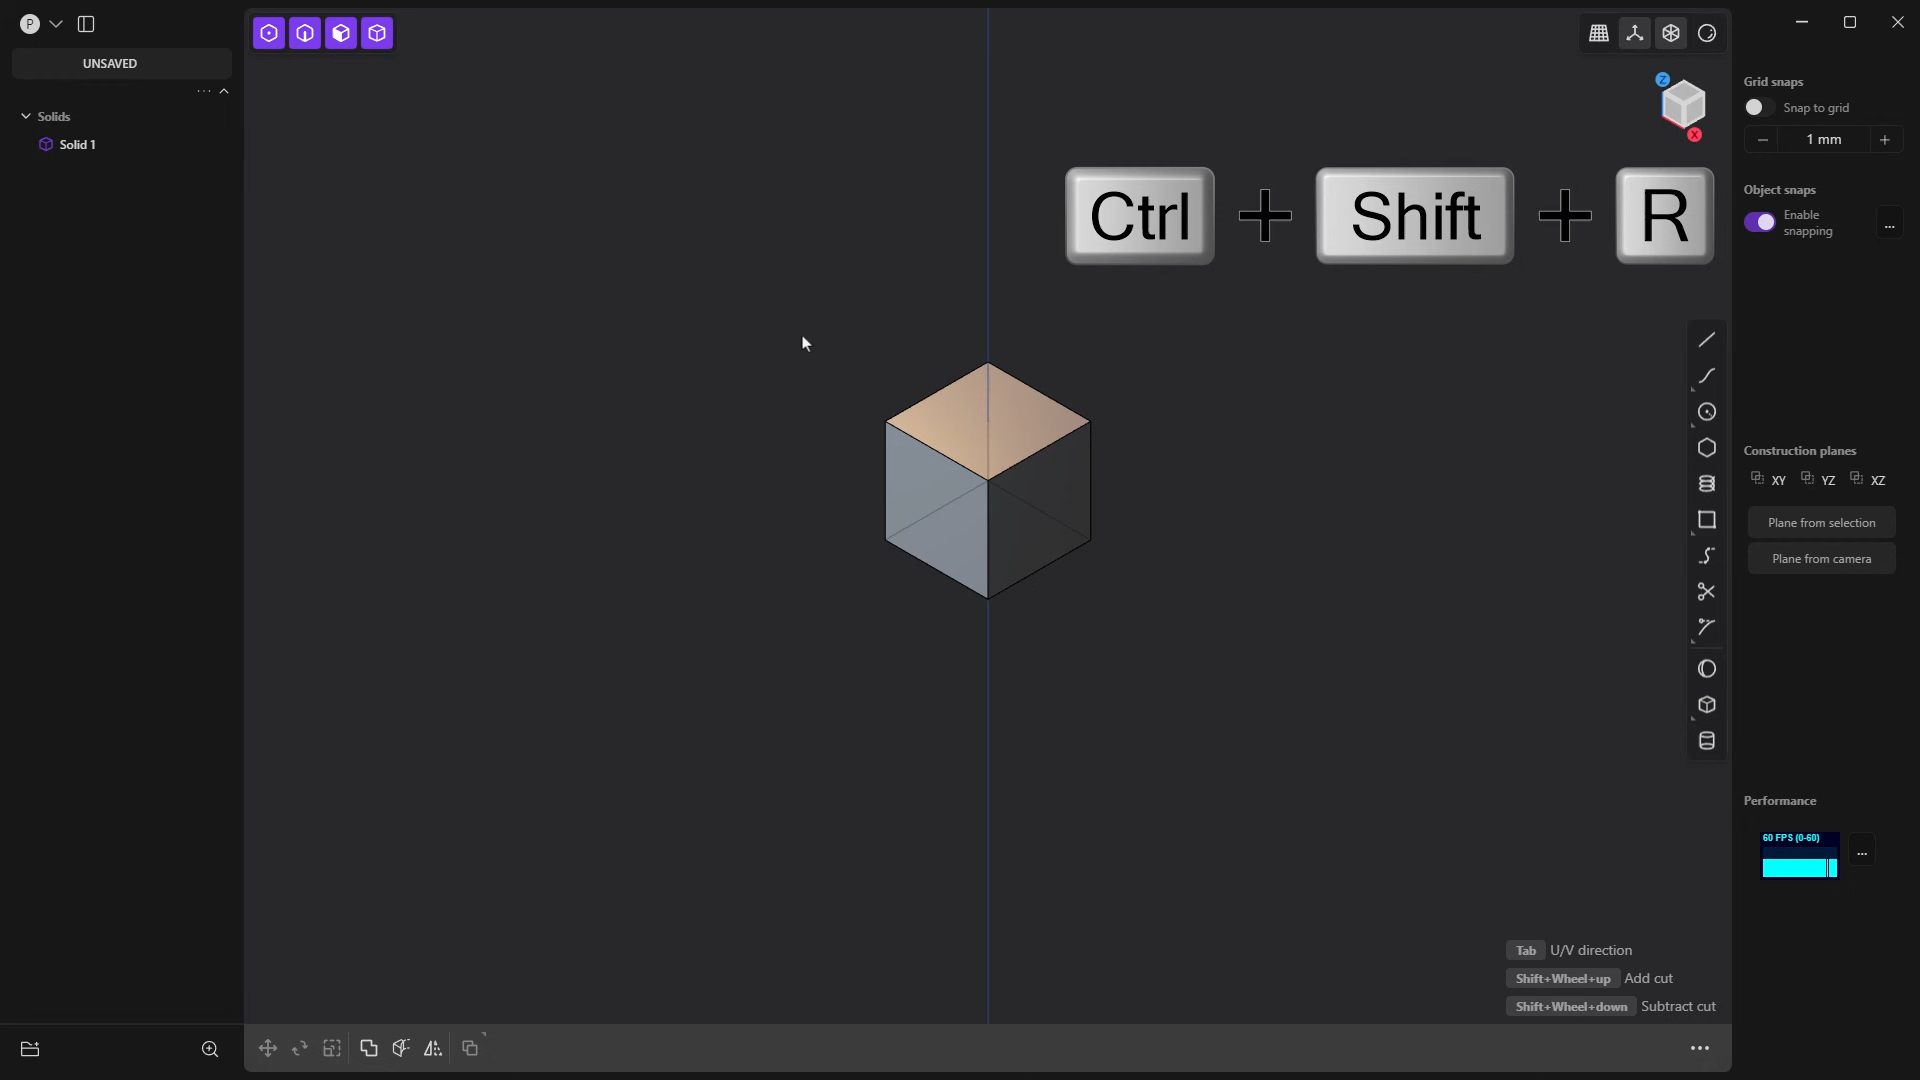 P
UNSAVED
Solids
Solid 1
Z
X
Ctrl + Shift + R
Grid snaps
Snap to grid
1 mm
Object snaps
Enable
snapping
...
Construction planes
XY YZ XZ
Plane from selection
Plane from camera
Performance
60 FPS (0-60)
...
Tab U/V direction
Shift+Wheel+up Add cut
Shift+Wheel+down Subtract cut